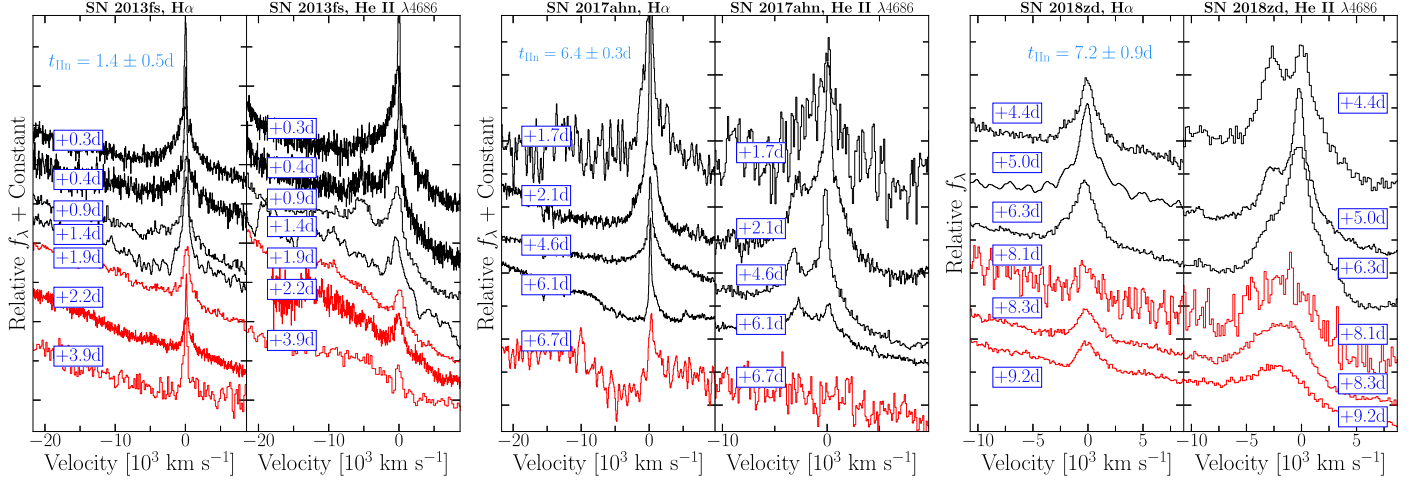 SN 2013fs, Hα
SN 2013fs, He II λ4686
t_IIn = 1.4 ± 0.5d
+0.3d
+0.4d
+0.9d
+1.4d
+1.9d
+2.2d
+3.9d
+0.3d
+0.4d
+0.9d
+1.4d
+1.9d
+2.2d
+3.9d
Relative f_λ + Constant
−20
−10
0
−20
−10
0
Velocity [10³ km s⁻¹]
Velocity [10³ km s⁻¹]
SN 2017ahn, Hα
SN 2017ahn, He II λ4686
t_IIn = 6.4 ± 0.3d
+1.7d
+2.1d
+4.6d
+6.1d
+6.7d
+1.7d
+2.1d
+4.6d
+6.1d
+6.7d
Relative f_λ + Constant
−20
−10
0
−10
0
Velocity [10³ km s⁻¹]
Velocity [10³ km s⁻¹]
SN 2018zd, Hα
SN 2018zd, He II λ4686
t_IIn = 7.2 ± 0.9d
+4.4d
+5.0d
+6.3d
+8.1d
+8.3d
+9.2d
+4.4d
+5.0d
+6.3d
+8.1d
+8.3d
+9.2d
Relative f_λ
−10
−5
0
5
−10
−5
0
5
Velocity [10³ km s⁻¹]
Velocity [10³ km s⁻¹]